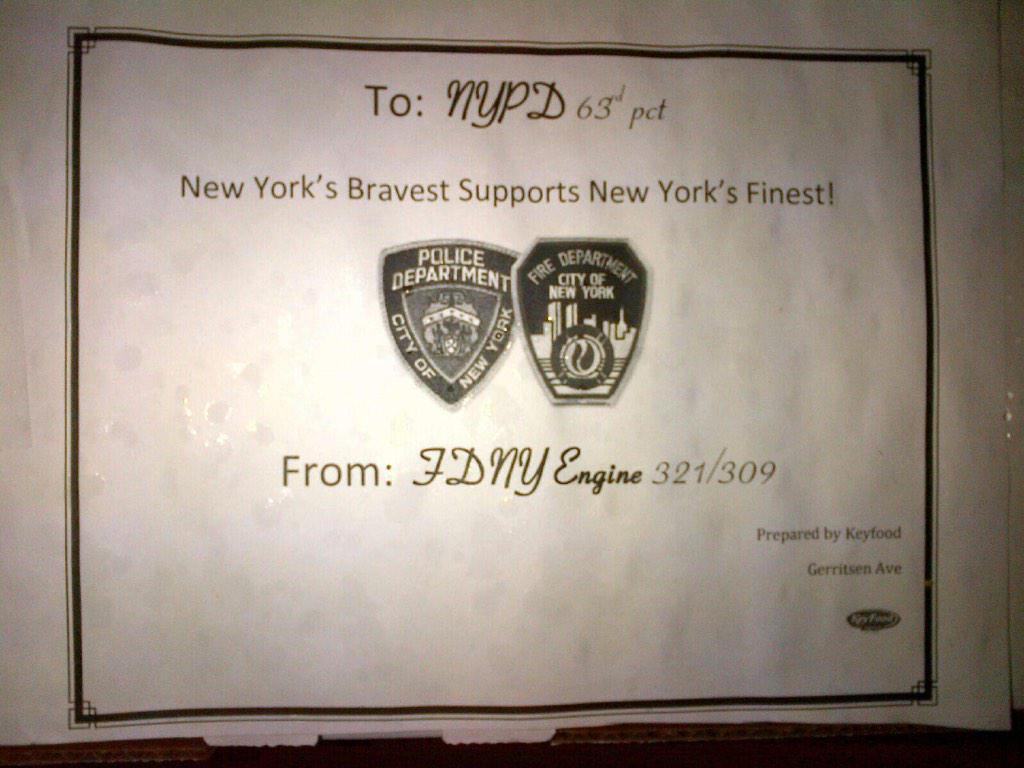 To: NYPD 63rd pct
New York's Bravest Supports New York's Finest!
POLICE
DEPARTMENT
CITY OF
NEW YORK
FIRE DEPARTMENT
CITY OF
NEW YORK
From: FDNY Engine 321/309
Prepared by Keyfood
Gerritsen Ave
KeyFood